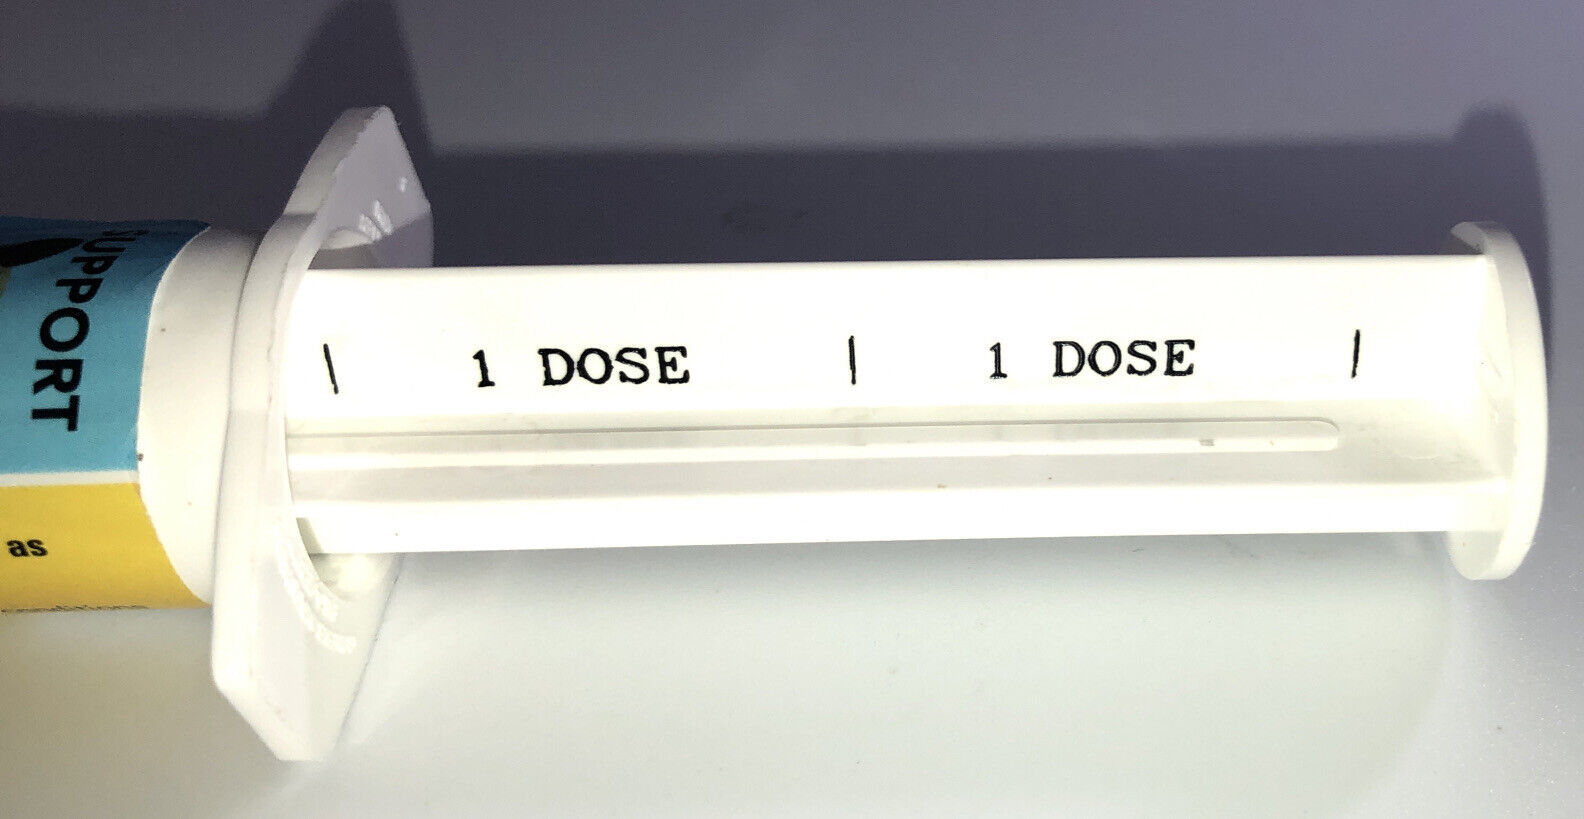 SUPPORT
as
| 1 DOSE | 1 DOSE |